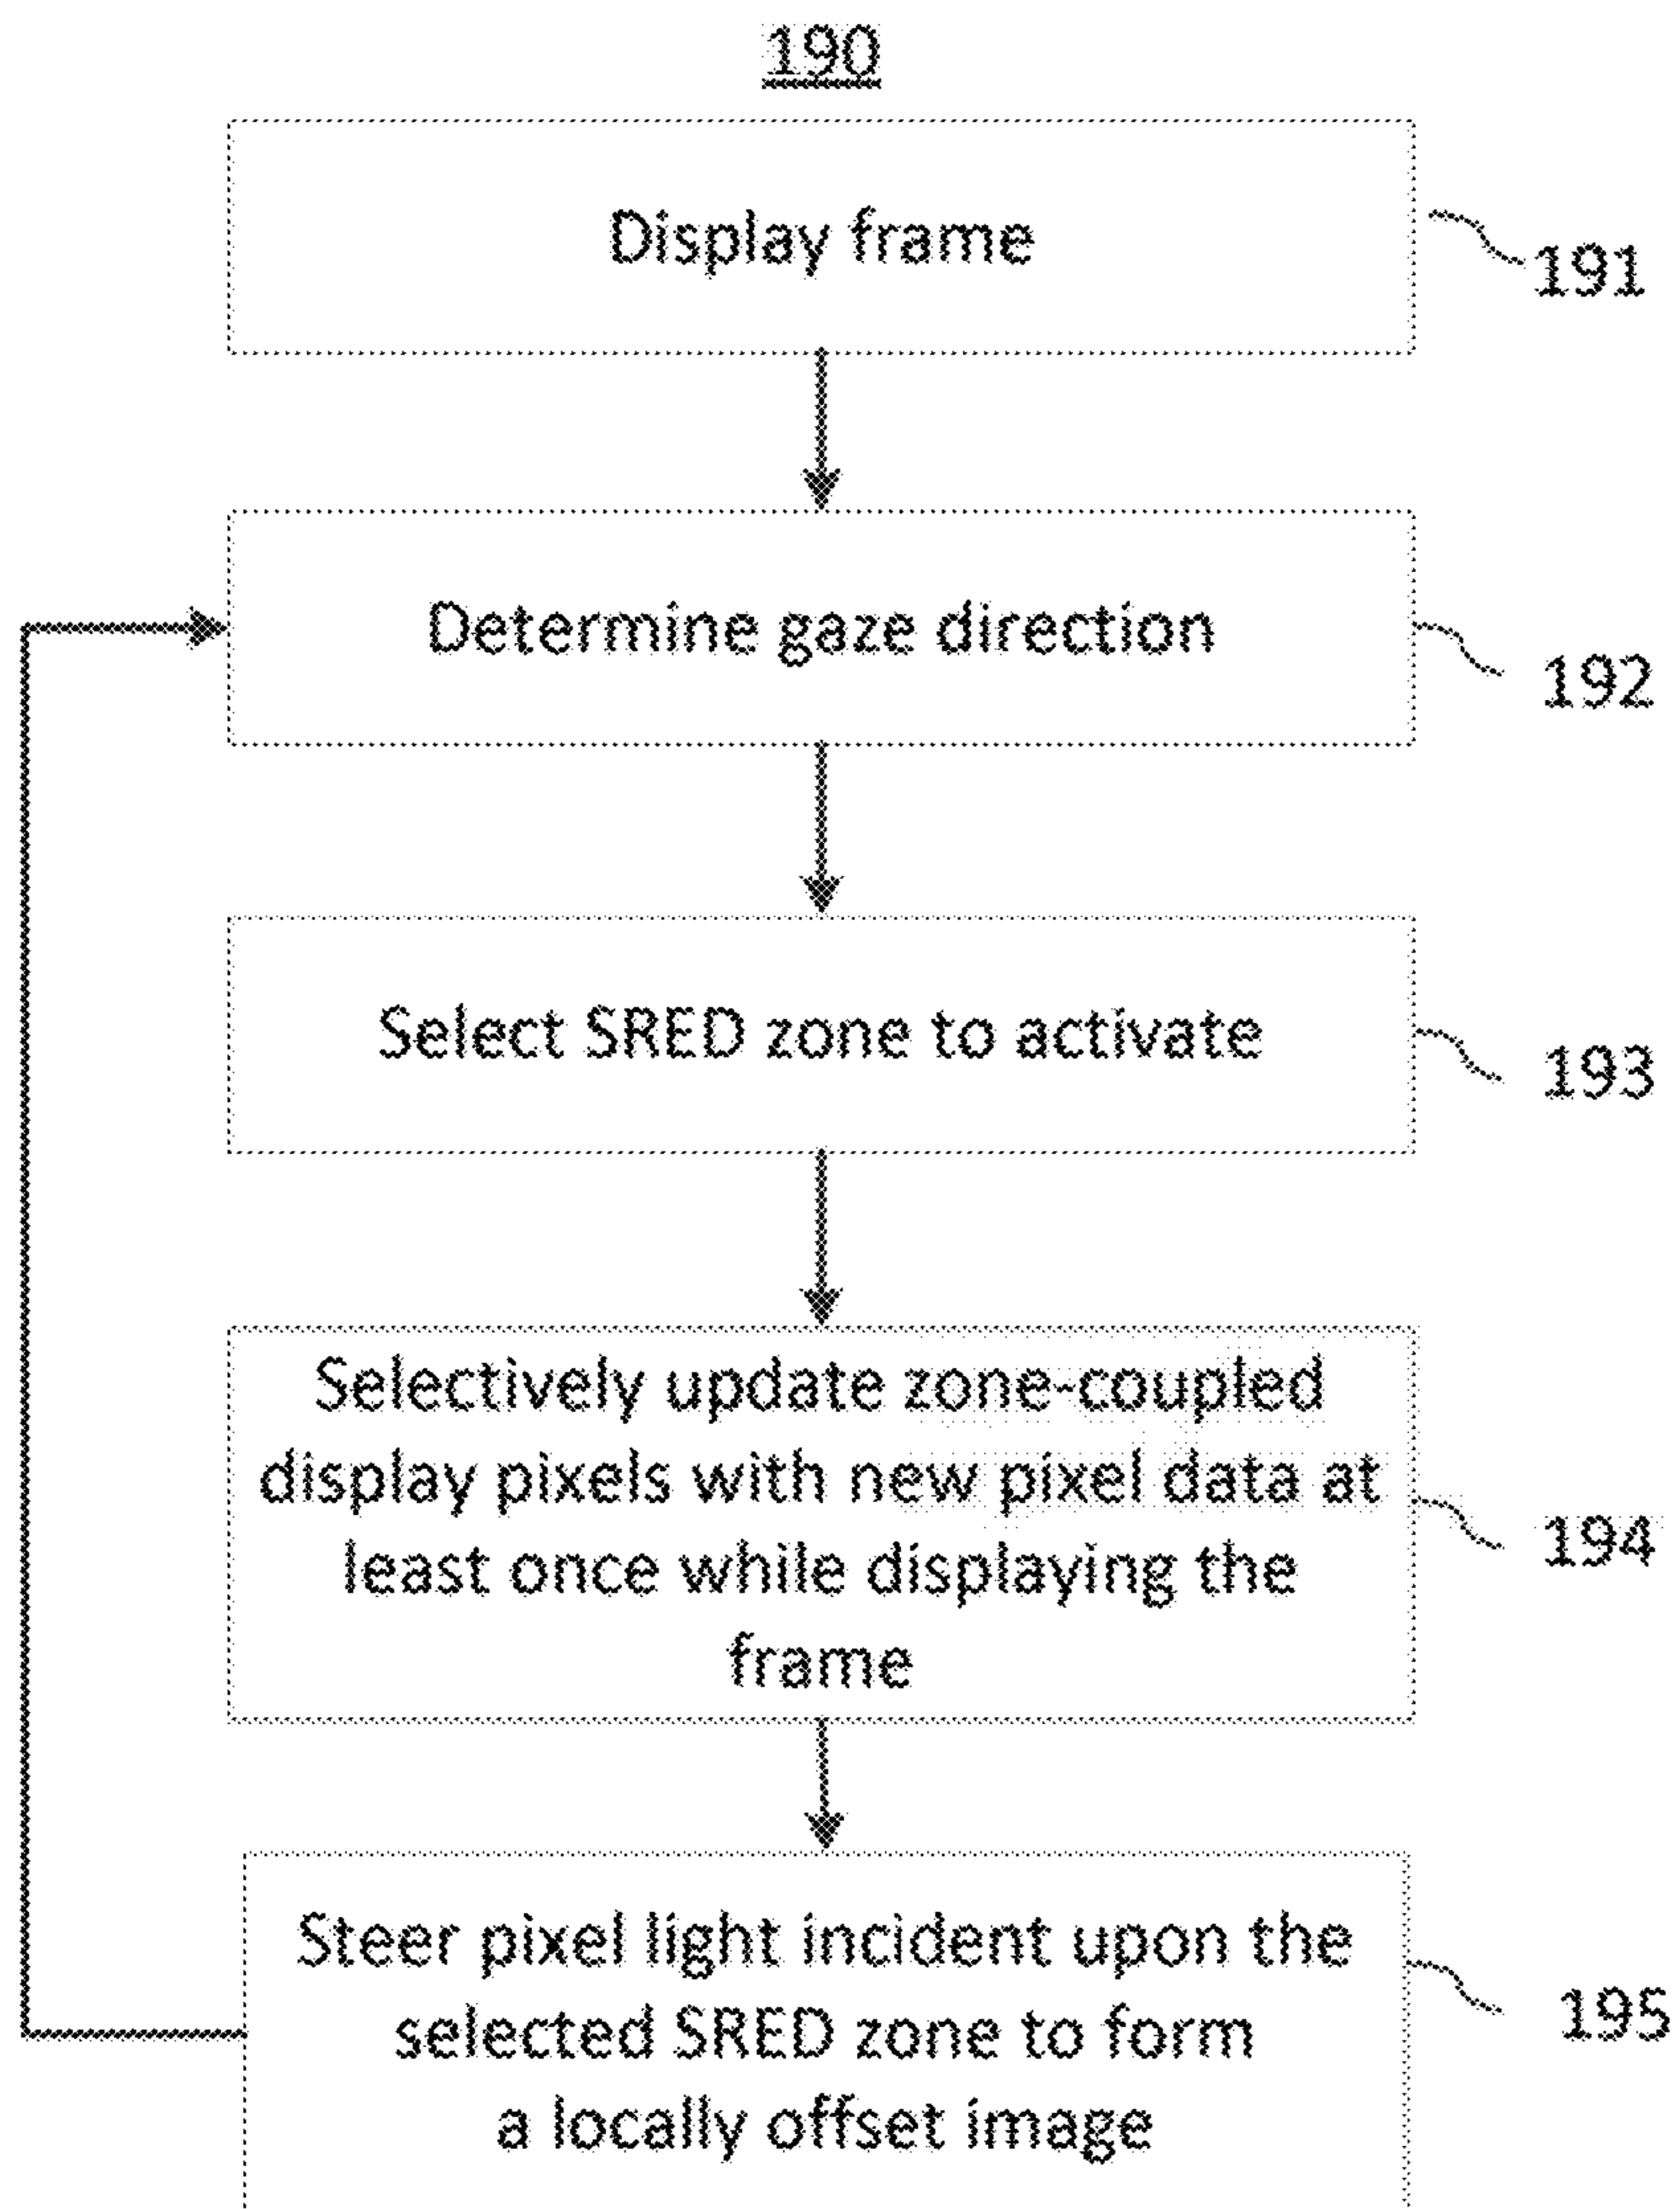 190
Display frame
191
Determine gaze direction
192
Select SRED zone to activate
193
Selectively update zone-coupled
display pixels with new pixel data at
least once while displaying the
frame
194
Steer pixel light incident upon the
selected SRED zone to form
a locally offset image
195